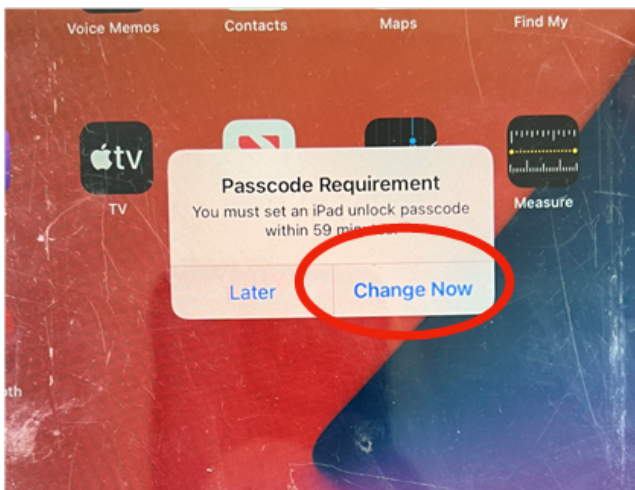 Voice Memos
Contacts
Maps
Find My
tv
TV
Measure
Passcode Requirement
You must set an iPad unlock passcode
within 59
Later
Change Now